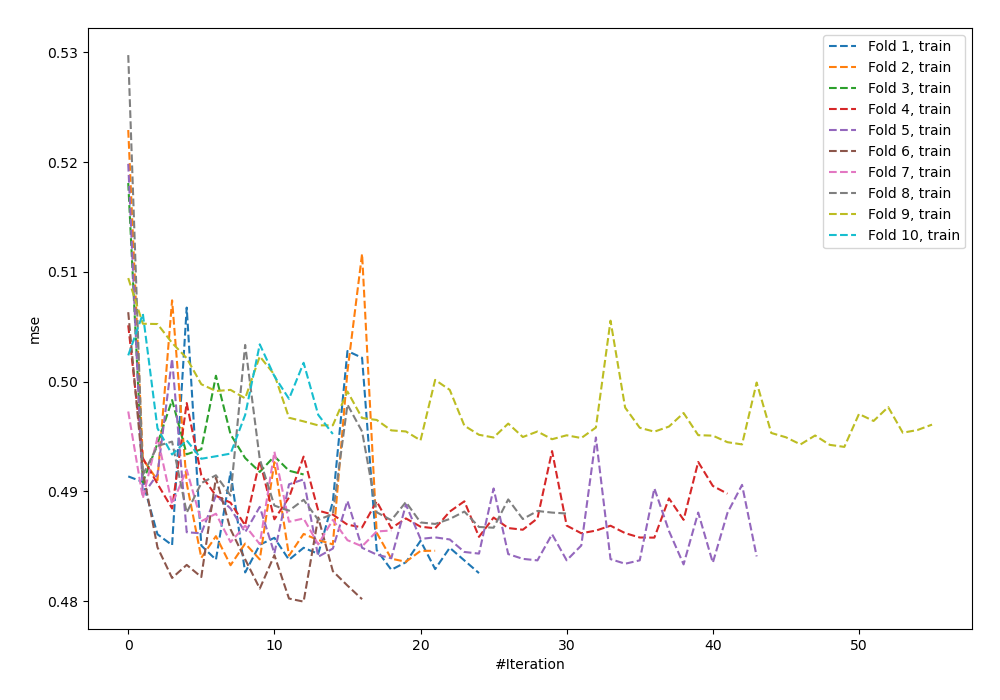 0.53
0.52
0.51
0.50
0.49
0.48
mse
0
10
20
30
40
50
#Iteration
Fold 1, train
Fold 2, train
Fold 3, train
Fold 4, train
Fold 5, train
Fold 6, train
Fold 7, train
Fold 8, train
Fold 9, train
Fold 10, train